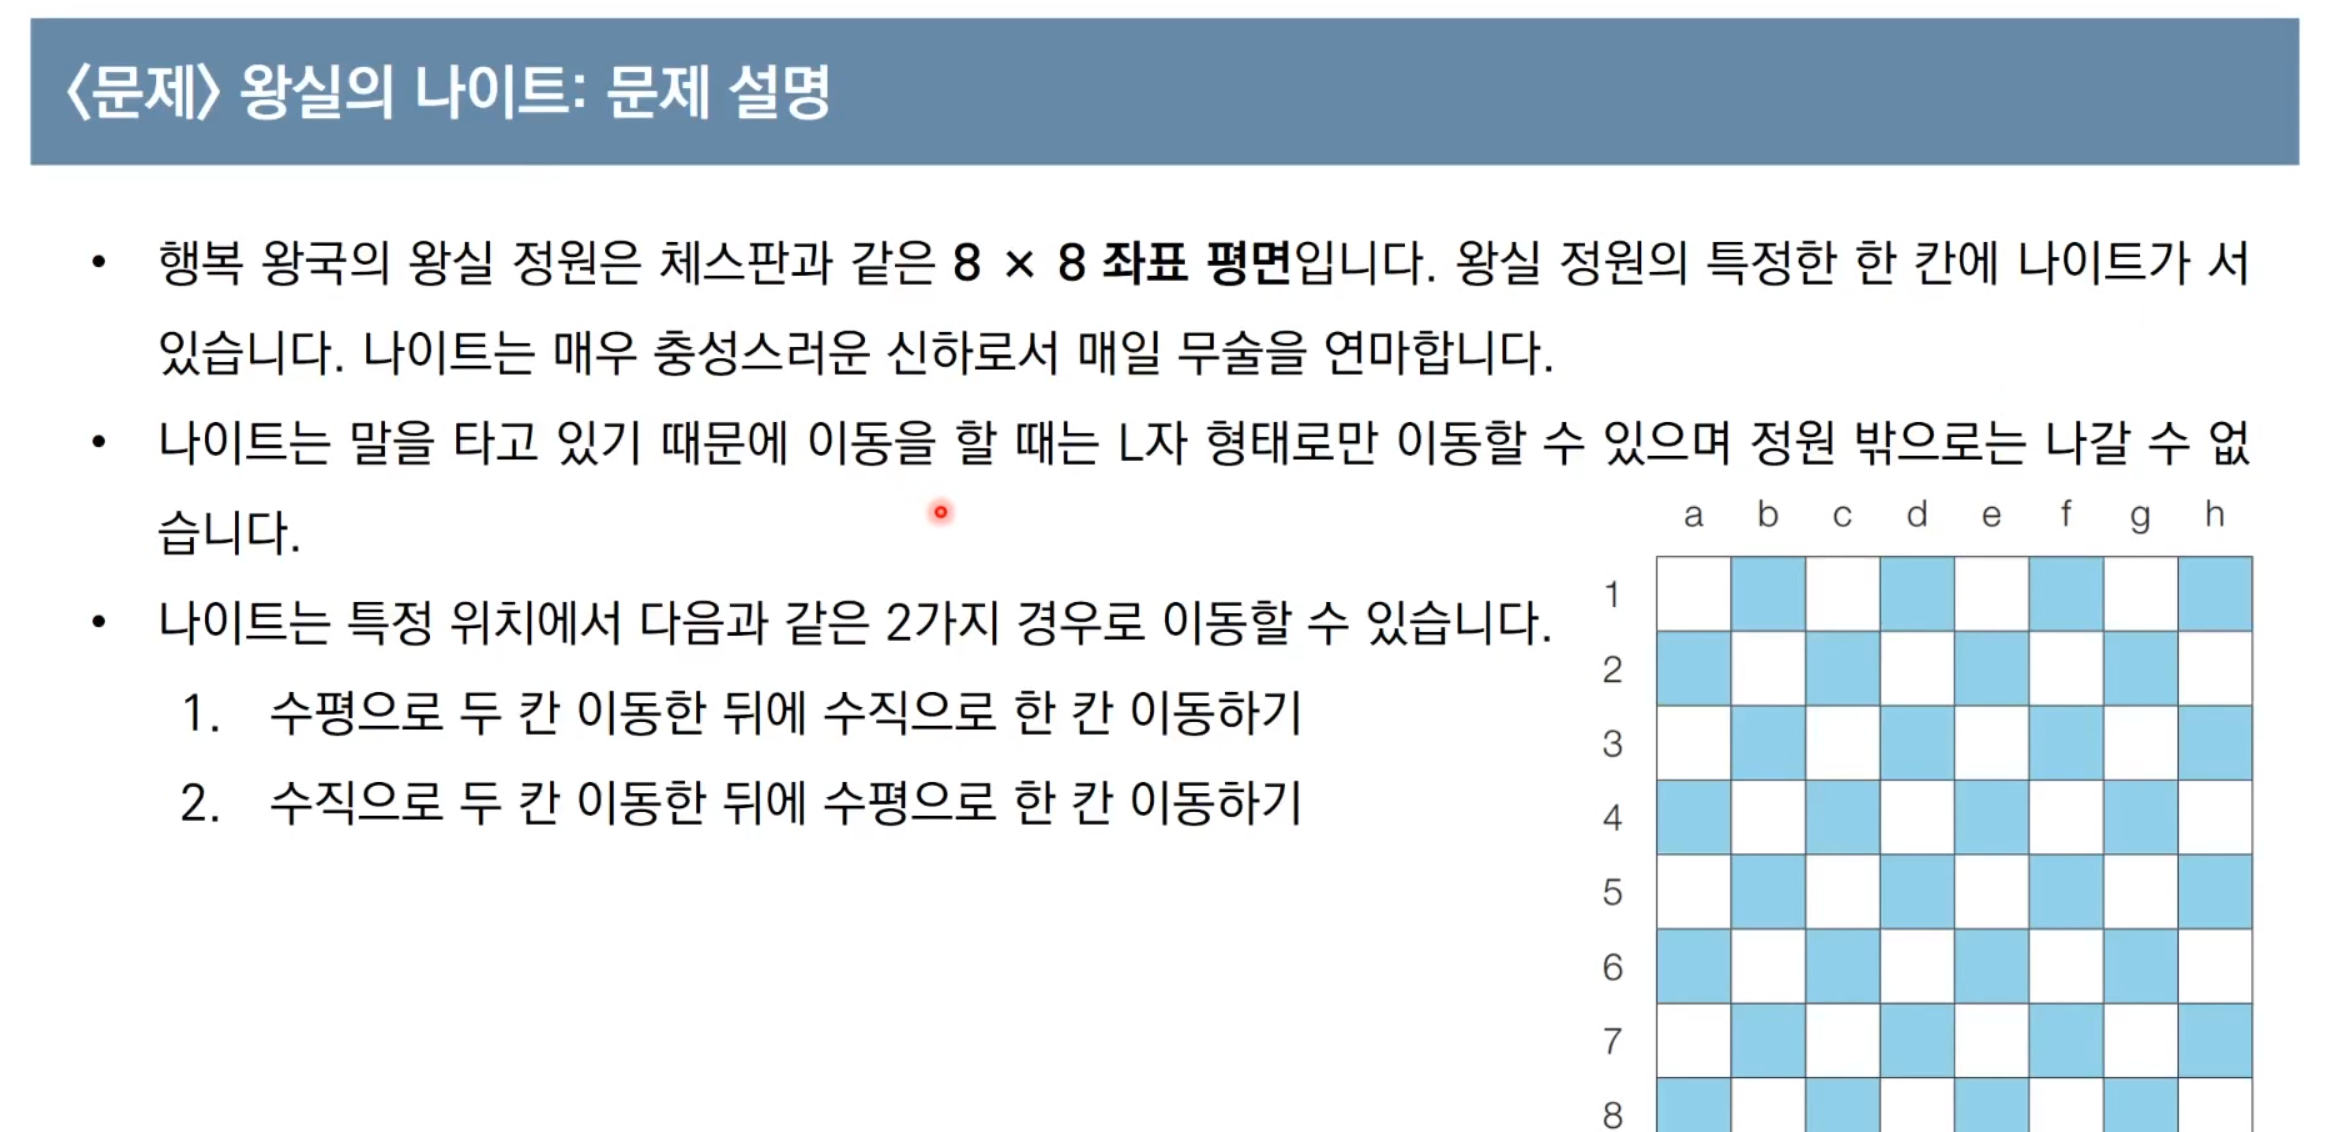 〈문제〉 왕실의 나이트: 문제 설명
• 행복 왕국의 왕실 정원은 체스판과 같은 8 × 8 좌표 평면입니다. 왕실 정원의 특정한 한 칸에 나이트가 서
있습니다. 나이트는 매우 충성스러운 신하로서 매일 무술을 연마합니다.
• 나이트는 말을 타고 있기 때문에 이동을 할 때는 L자 형태로만 이동할 수 있으며 정원 밖으로는 나갈 수 없
습니다.
• 나이트는 특정 위치에서 다음과 같은 2가지 경우로 이동할 수 있습니다.
1. 수평으로 두 칸 이동한 뒤에 수직으로 한 칸 이동하기
2. 수직으로 두 칸 이동한 뒤에 수평으로 한 칸 이동하기
a b c d e f g h
1
2
3
4
5
6
7
8